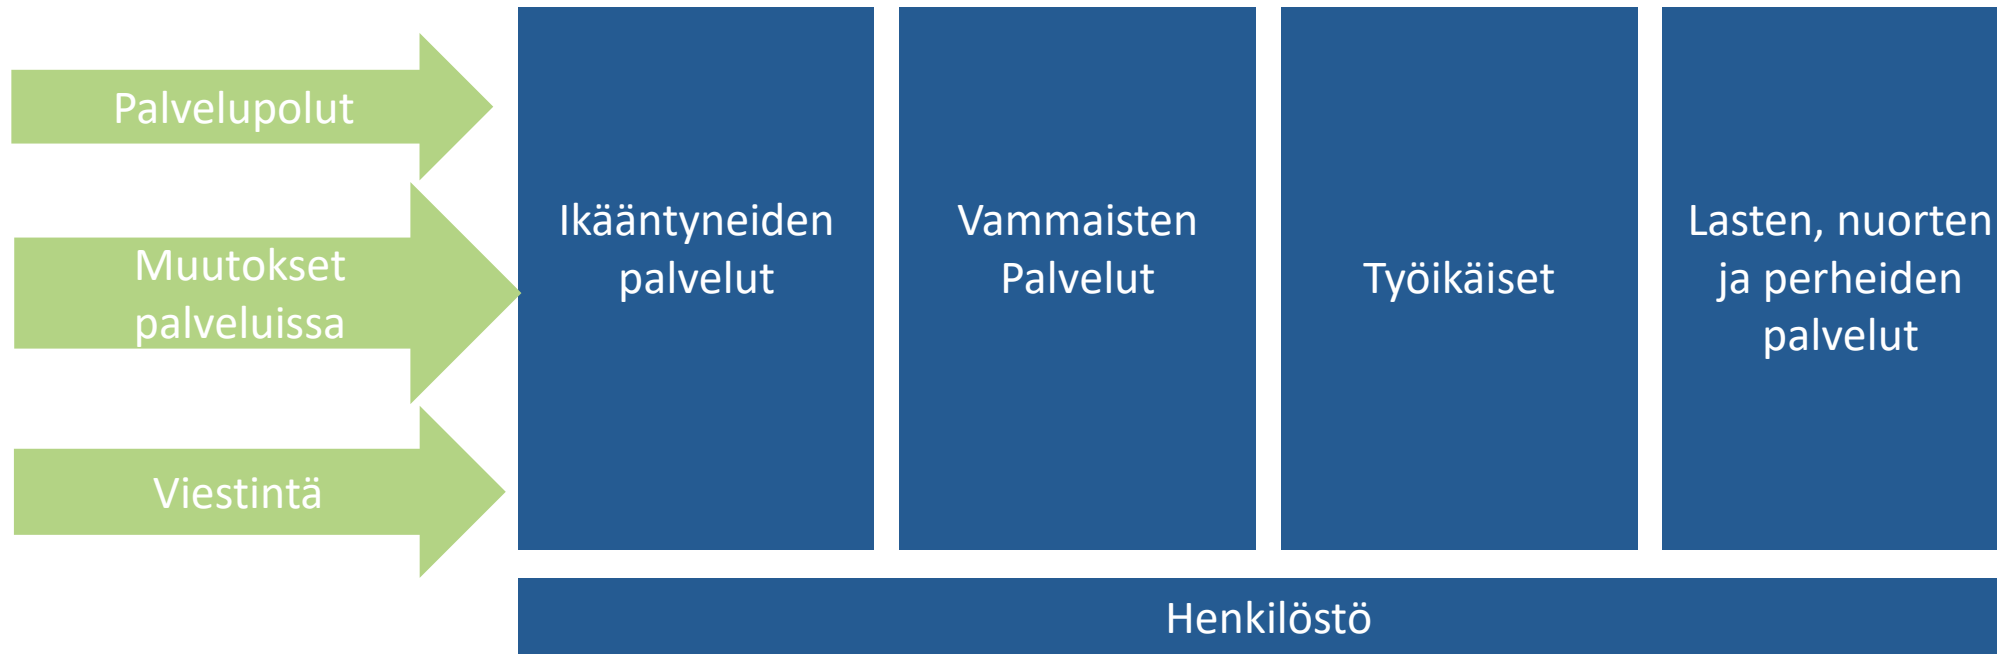 Palvelupolut
Muutokset
palveluissa
Viestintä
Ikääntyneiden
palvelut
Vammaisten
Palvelut
Työikäiset
Lasten, nuorten
ja perheiden
palvelut
Henkilöstö